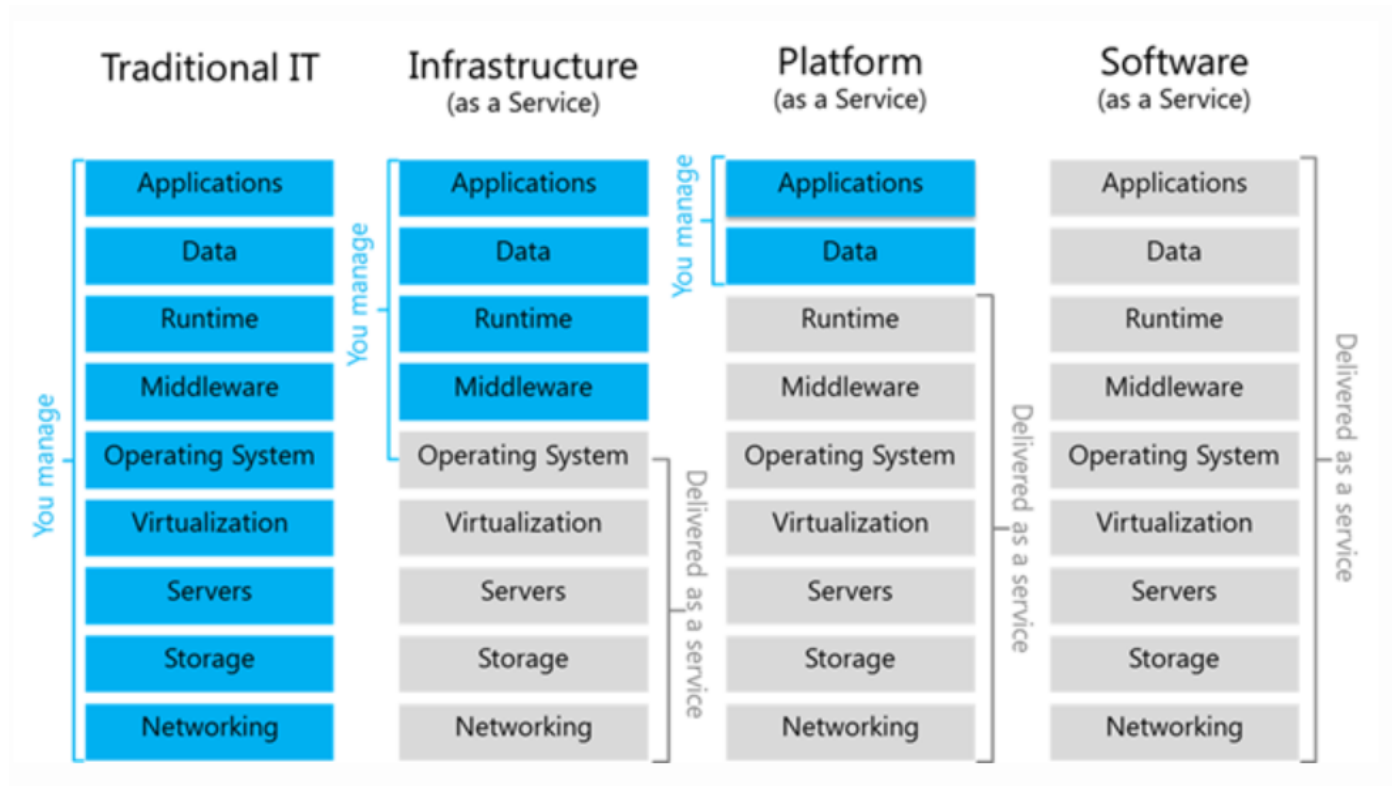 Traditional IT
Infrastructure
(as a Service)
Platform
(as a Service)
Software
(as a Service)
You manage
Applications
Data
Runtime
Middleware
Operating System
Virtualization
Servers
Storage
Networking
You manage
Applications
Data
Runtime
Middleware
Operating System
Virtualization
Servers
Storage
Networking
Delivered as a service
You manage
Applications
Data
Runtime
Middleware
Operating System
Virtualization
Servers
Storage
Networking
Delivered as a service
Applications
Data
Runtime
Middleware
Operating System
Virtualization
Servers
Storage
Networking
Delivered as a service